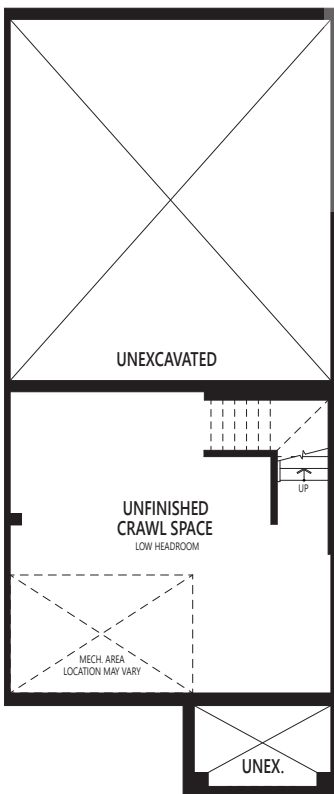 UNEXCAVATED
UP
UNFINISHED
CRAWL SPACE
LOW HEADROOM
MECH. AREA
LOCATION MAY VARY
UNEX.